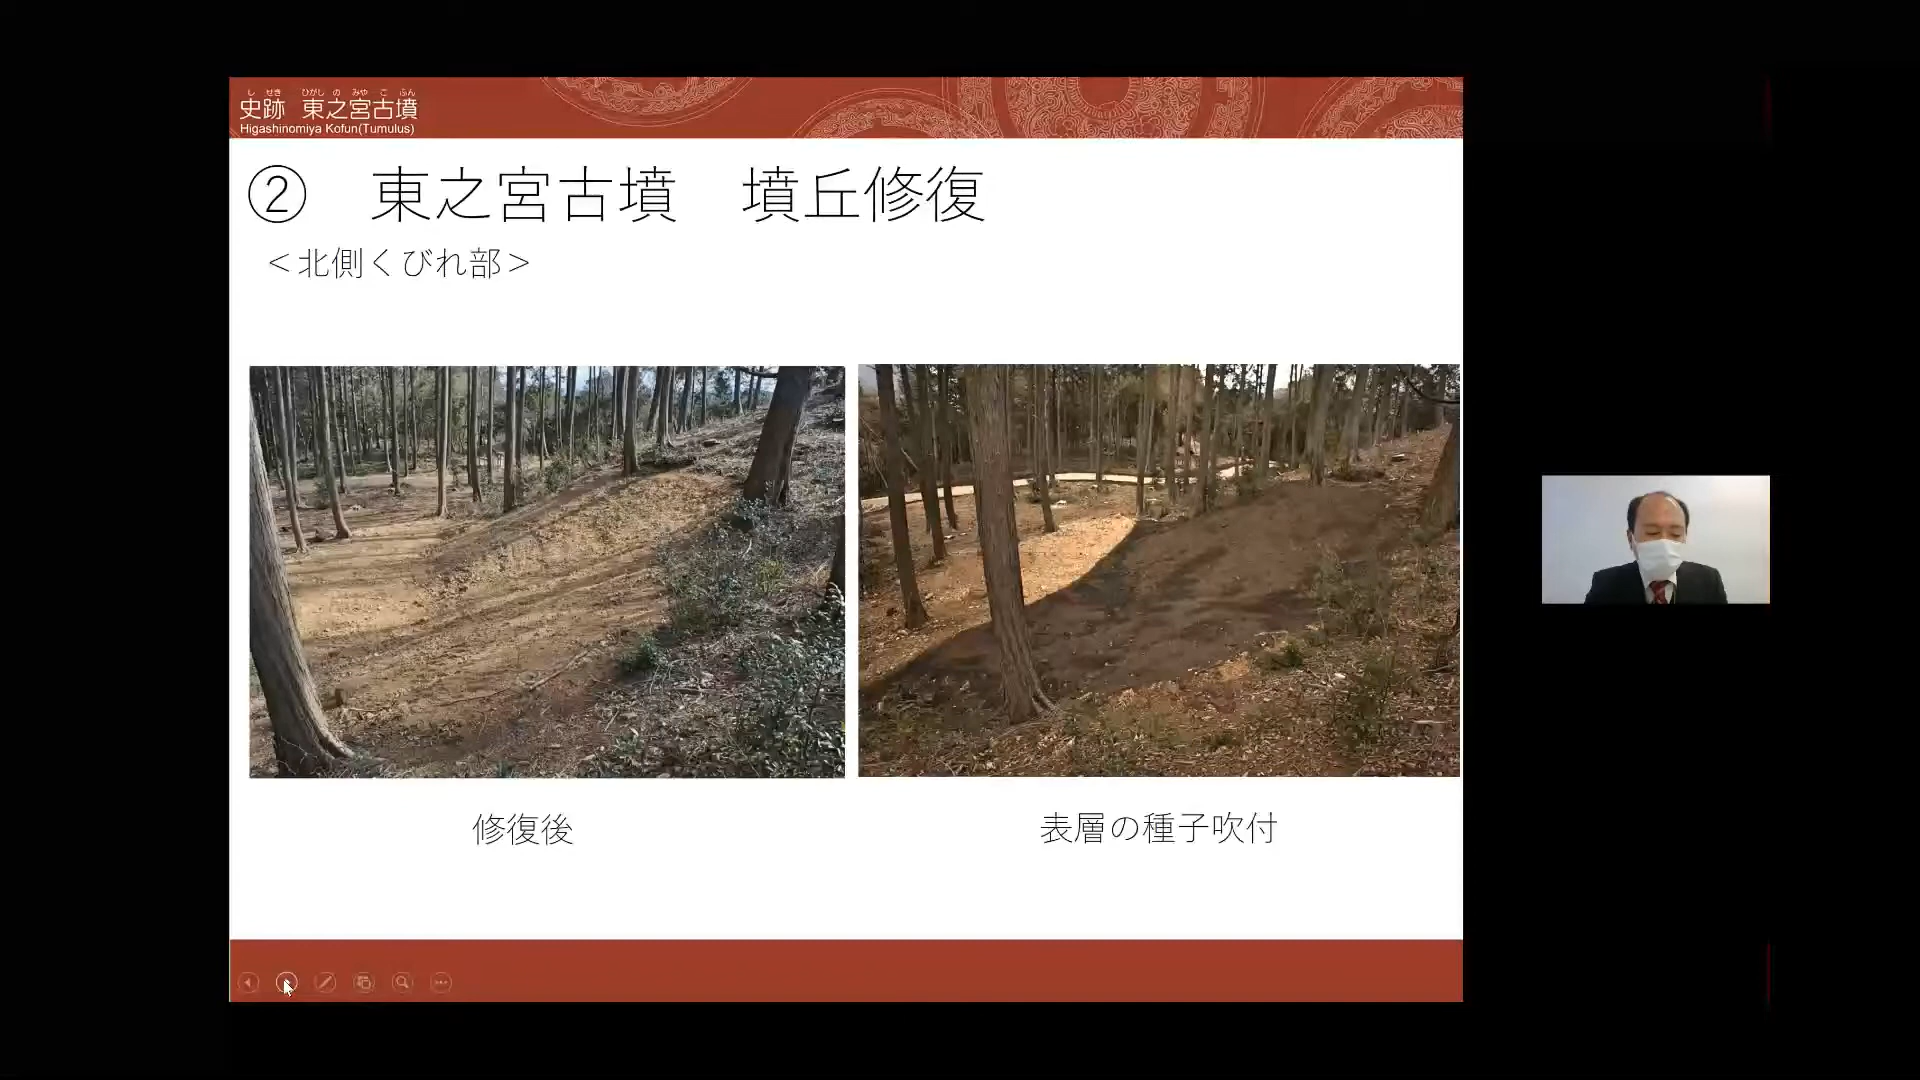 し せき ひがし の みや こ ふん
史跡 東之宮古墳
Higashinomiya Kofun(Tumulus)
② 東之宮古墳 墳丘修復
＜北側くびれ部＞
修復後
表層の種子吹付